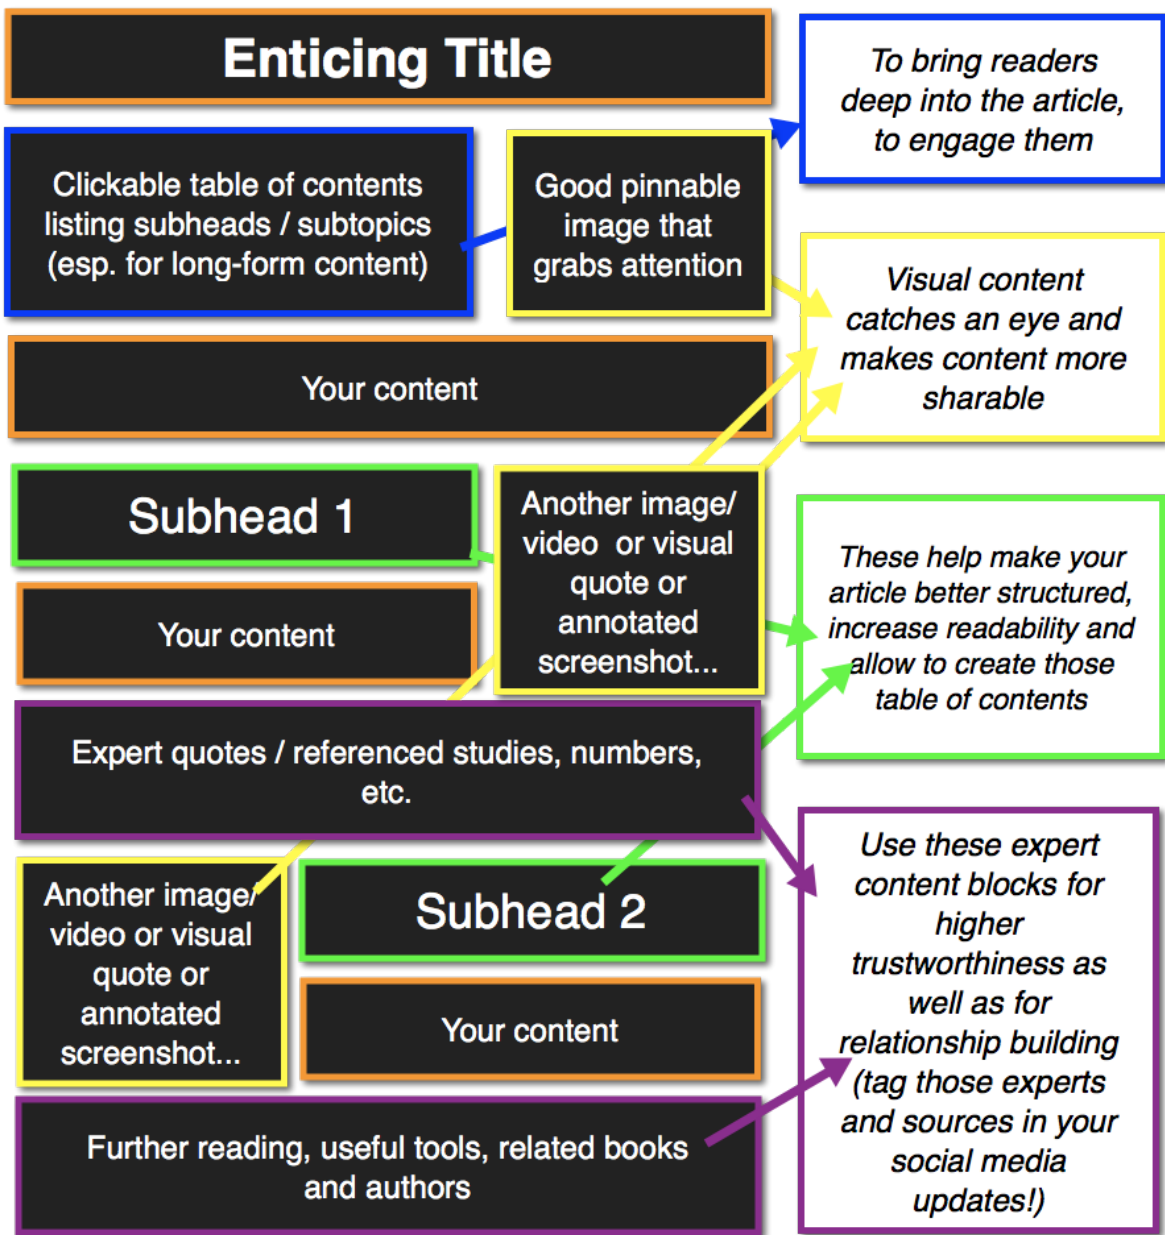 Enticing Title
To bring readers
deep into the article,
to engage them
Clickable table of contents
listing subheads / subtopics
(esp. for long-form content)
Good pinnable
image that
grabs attention
Visual content
catches an eye and
makes content more
sharable
Your content
Subhead 1
Another image/
video or visual
quote or
annotated
screenshot...
These help make your
article better structured,
increase readability and
allow to create those
table of contents
Your content
Expert quotes / referenced studies, numbers,
etc.
Use these expert
content blocks for
higher
trustworthiness as
well as for
relationship building
(tag those experts
and sources in your
social media
updates!)
Another image/
video or visual
quote or
annotated
screenshot...
Subhead 2
Your content
Further reading, useful tools, related books
and authors